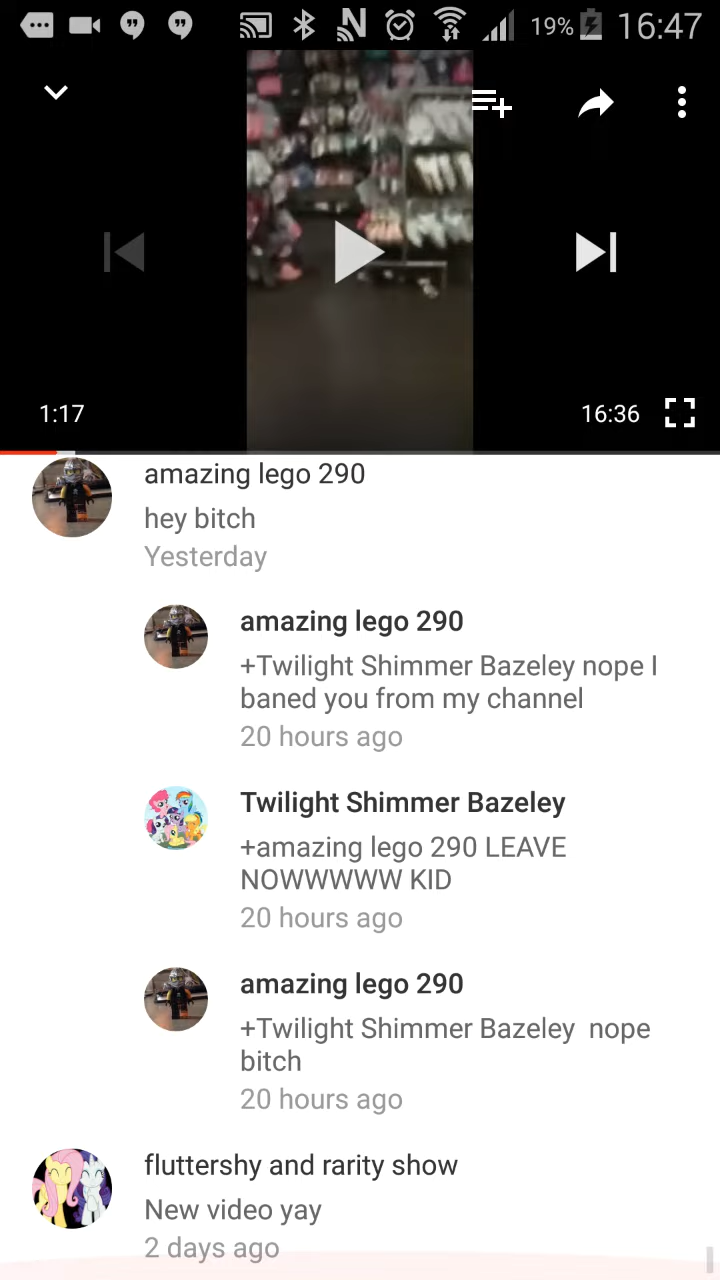 19% 16:47
1:17 16:36
amazing lego 290
hey bitch
Yesterday
amazing lego 290
+Twilight Shimmer Bazeley nope I
baned you from my channel
20 hours ago
Twilight Shimmer Bazeley
+amazing lego 290 LEAVE
NOWWWWW KID
20 hours ago
amazing lego 290
+Twilight Shimmer Bazeley  nope
bitch
20 hours ago
fluttershy and rarity show
New video yay
2 days ago